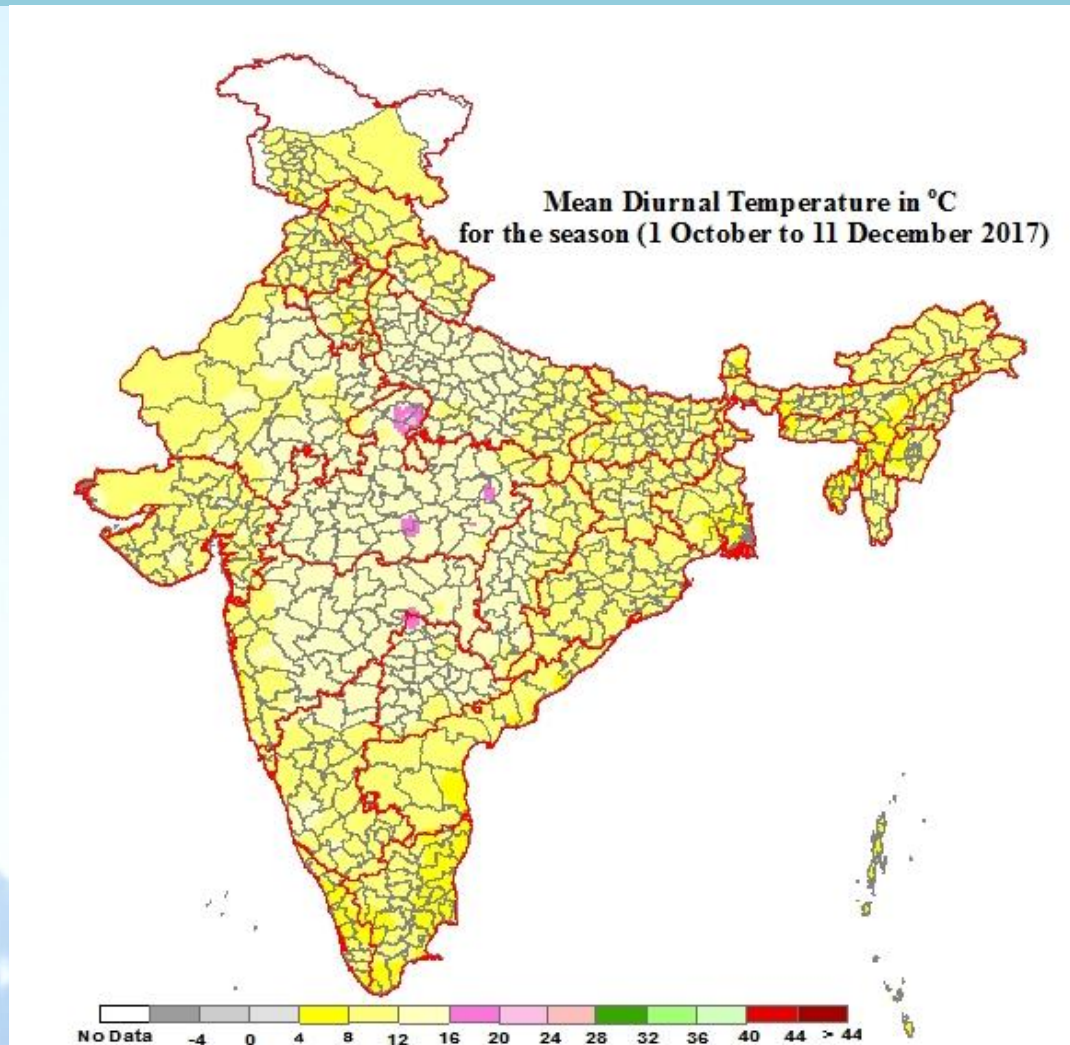 Mean Diurnal Temperature in °C
for the season (1 October to 11 December 2017)
No Data -4 0 4 8 12 16 20 24 28 32 36 40 44 > 44